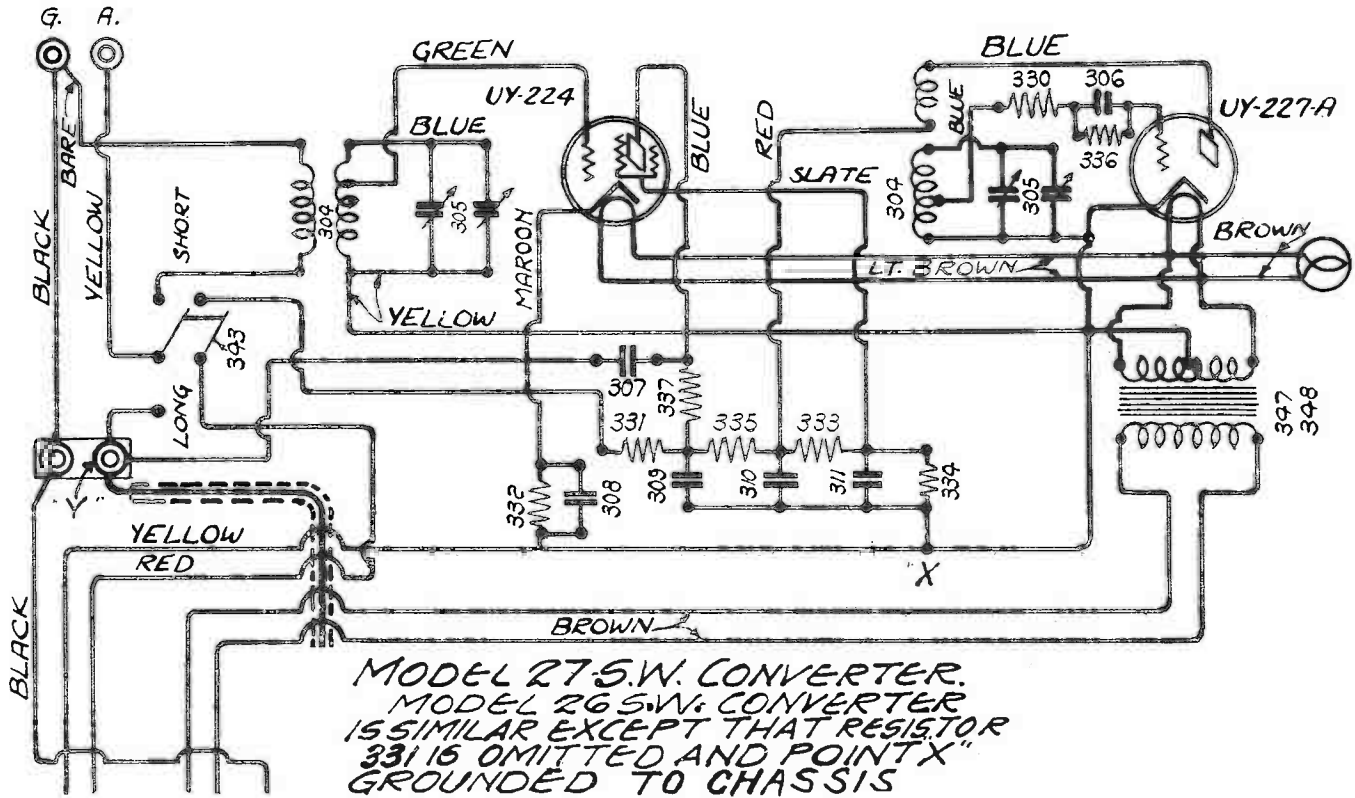 G. A.
GREEN
BLUE
UY-224
330 306
BLUE
UY-227-A
BARE
BLUE
BLUE
RED
336
SLATE
BLACK
YELLOW
SHORT
304
305
MAROON
304
305
BROWN
LT. BROWN
YELLOW
343
LONG
307
337
347
348
331 335 333
309
310
311
334
332
308
"Y"
YELLOW
RED
"X
BLACK
BROWN
MODEL 27-S.W. CONVERTER.
MODEL 26 S.W. CONVERTER
IS SIMILAR EXCEPT THAT RESISTOR
331 IS OMITTED AND POINT X"
GROUNDED TO CHASSIS